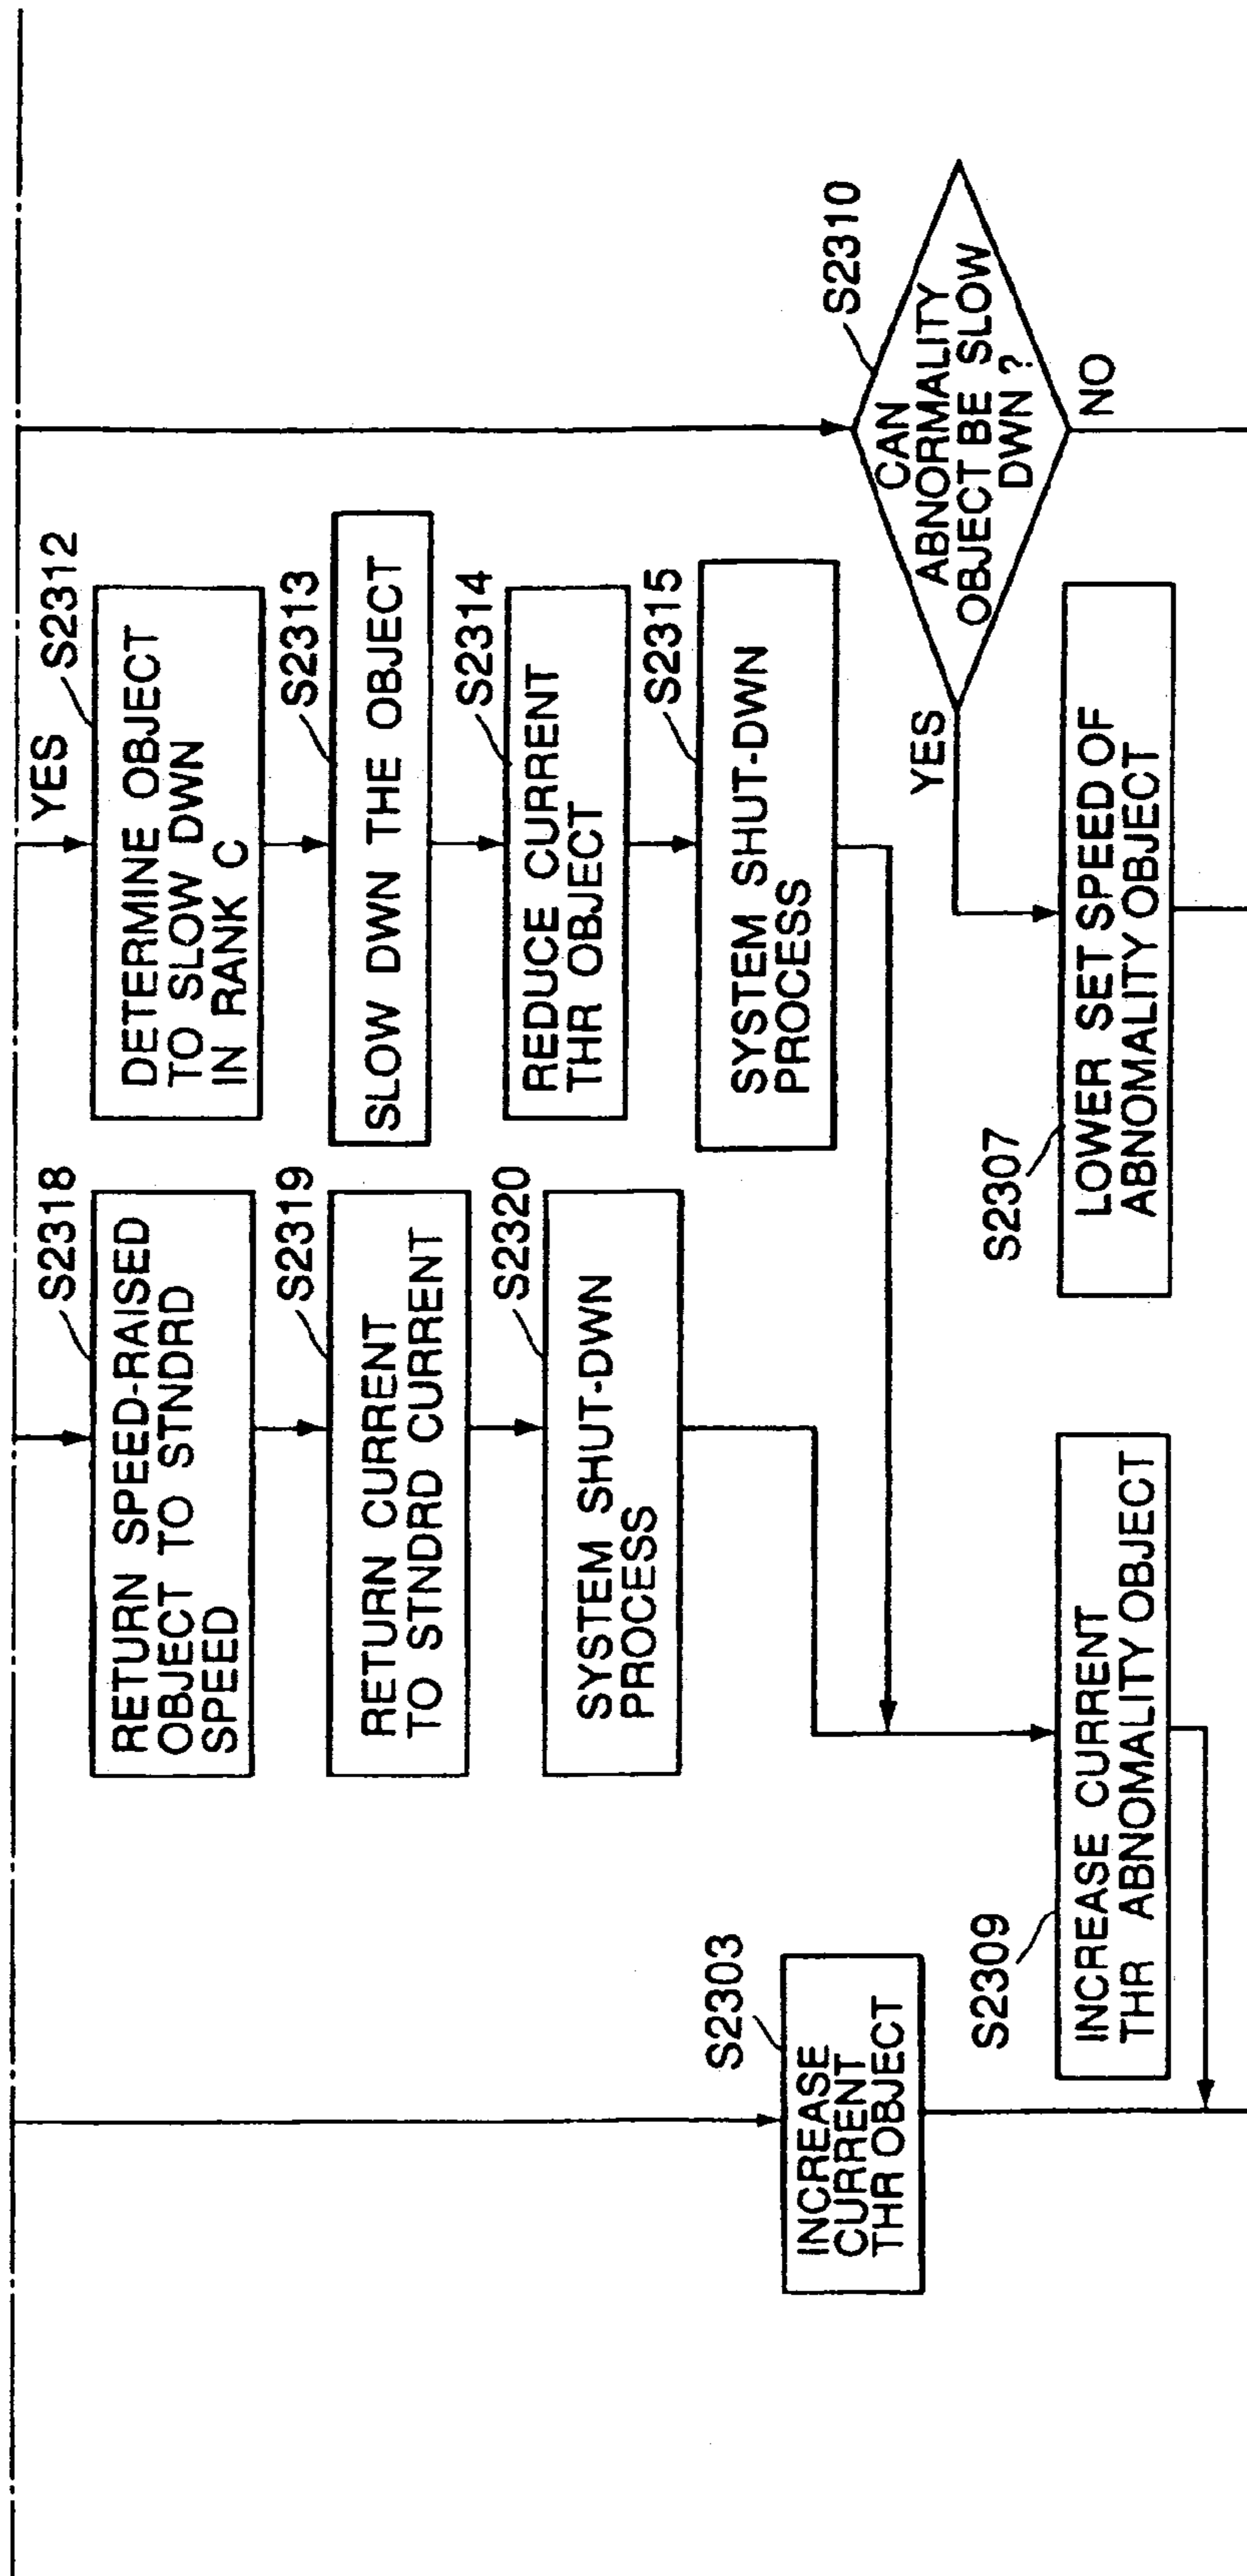 S2318
RETURN SPEED-RAISED
OBJECT TO STNDRD
SPEED
S2319
RETURN CURRENT
TO STNDRD CURRENT
S2320
SYSTEM SHUT-DWN
PROCESS
YES
S2312
DETERMINE OBJECT
TO SLOW DWN
IN RANK C
S2313
SLOW DWN THE OBJECT
S2314
REDUCE CURRENT
THR OBJECT
S2315
SYSTEM SHUT-DWN
PROCESS
S2303
INCREASE
CURRENT
THR OBJECT
S2309
INCREASE CURRENT
THR ABNOMALITY OBJECT
S2310
CAN
ABNORMALITY
OBJECT BE SLOW
DWN ?
YES
NO
S2307
LOWER SET SPEED OF
ABNOMALITY OBJECT